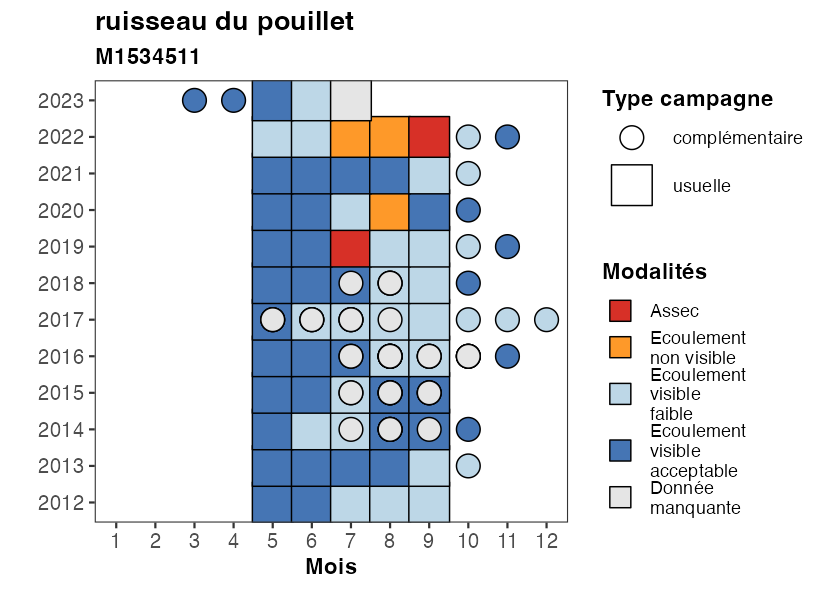 ruisseau du pouillet
M1534511
2023
2022
2021
2020
2019
2018
2017
2016
2015
2014
2013
2012
1 2 3 4 5 6 7 8 9 10 11 12
Mois
Type campagne
complémentaire
usuelle
Modalités
Assec
Ecoulement
non visible
Ecoulement
visible
faible
Ecoulement
visible
acceptable
Donnée
manquante